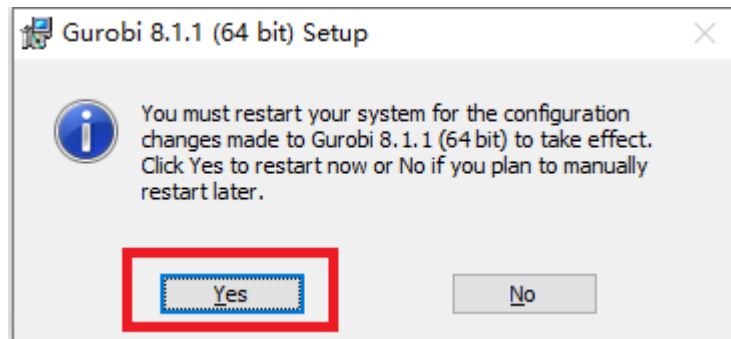 Gurobi 8.1.1 (64 bit) Setup
You must restart your system for the configuration
changes made to Gurobi 8.1.1 (64 bit) to take effect.
Click Yes to restart now or No if you plan to manually
restart later.
Yes
No